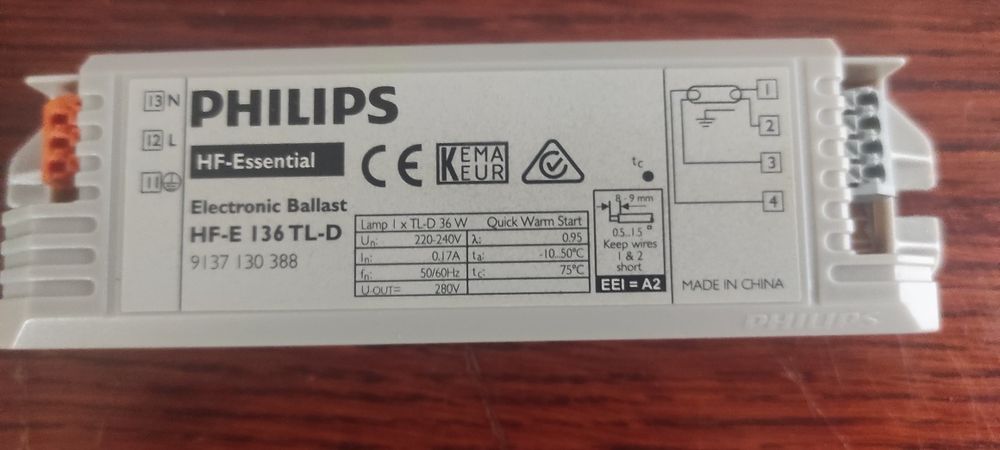 13 N
12 L
11
PHILIPS
HF-Essential
Electronic Ballast
HF-E 136 TL-D
9137 130 388
CE
KEMA
KEUR
tc
Lamp 1 x TL-D 36 W Quick Warm Start
Un: 220-240V λ: 0.95
In: 0.17A ta: -10..50°C
fn: 50/60Hz tc: 75°C
U-OUT= 280V
8 - 9 mm
0.5..1.5
Keep wires
1 & 2
short
EEI = A2
1
2
3
4
MADE IN CHINA
PHILIPS